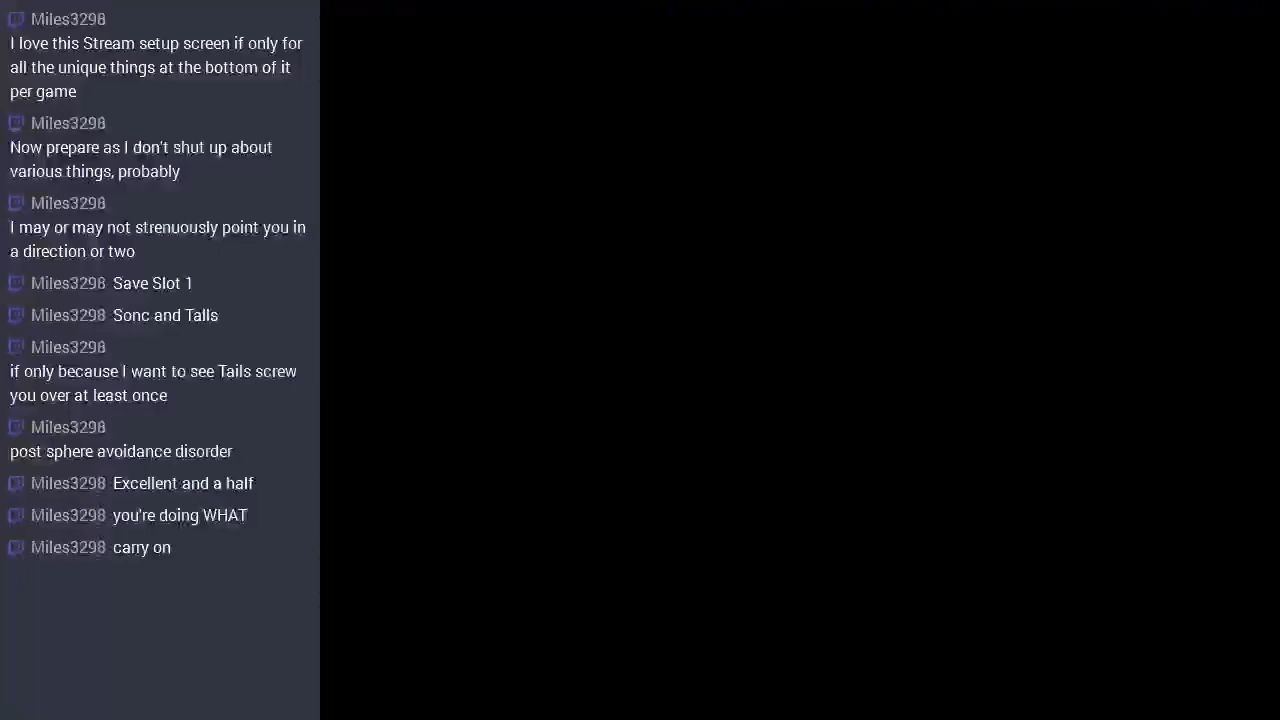 Miles3298
I love this Stream setup screen if only for
all the unique things at the bottom of it
per game
Miles3298
Now prepare as I don't shut up about
various things, probably
Miles3298
I may or may not strenuously point you in
a direction or two
Miles3298 Save Slot 1
Miles3298 Sonc and Talls
Miles3298
if only because I want to see Tails screw
you over at least once
Miles3298
post sphere avoidance disorder
Miles3298 Excellent and a half
Miles3298 you're doing WHAT
Miles3298 carry on